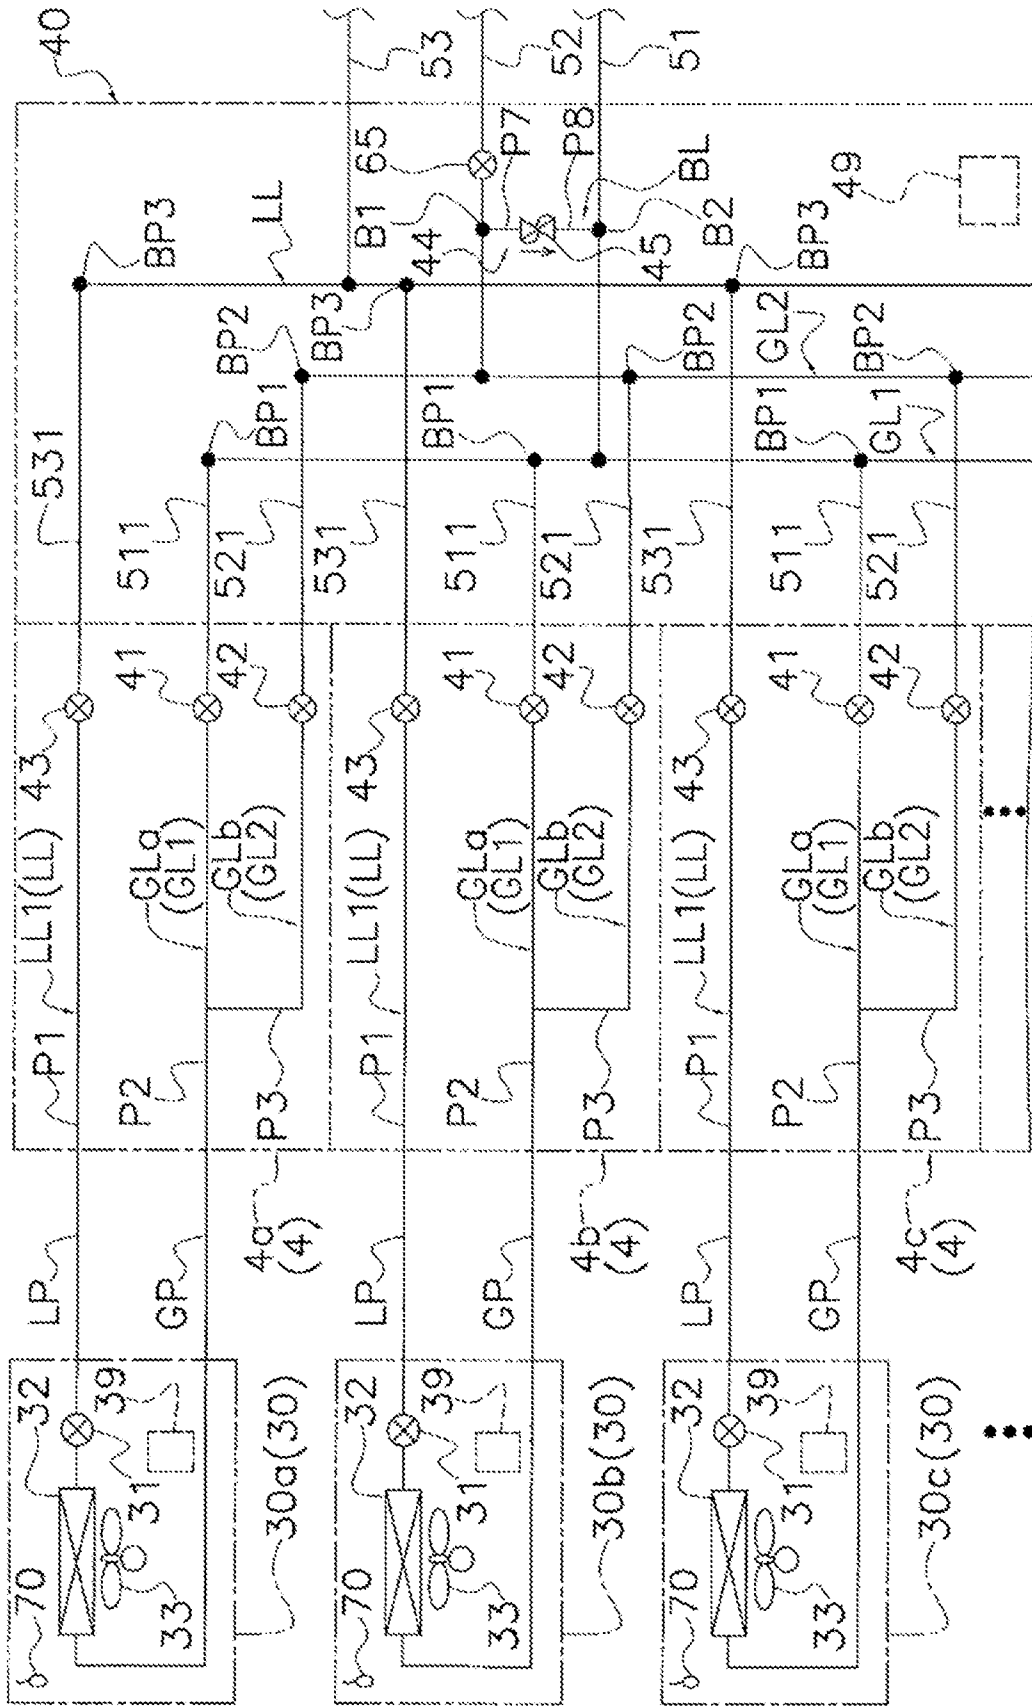 40
53
52
51
65
P7
P8
BL
49
BP3
LL
B1
44
45
B2
BP3
BP2
BP3
BP2
GL2
BP2
BP1
BP1
BP1
GL1
531
511
521
531
511
521
531
511
521
43
41
42
43
41
42
43
41
42
LL1(LL)
GLa
(GL1)
GLb
(GL2)
LL1(LL)
GLa
(GL1)
GLb
(GL2)
LL1(LL)
GLa
(GL1)
GLb
(GL2)
P1
P2
P3
P1
P2
P3
P1
P2
P3
LP
GP
4a
(4)
LP
GP
4b
(4)
LP
GP
4c
(4)
32
39
31
70
33
30a(30)
32
39
31
70
33
30b(30)
32
39
31
70
33
30c(30)